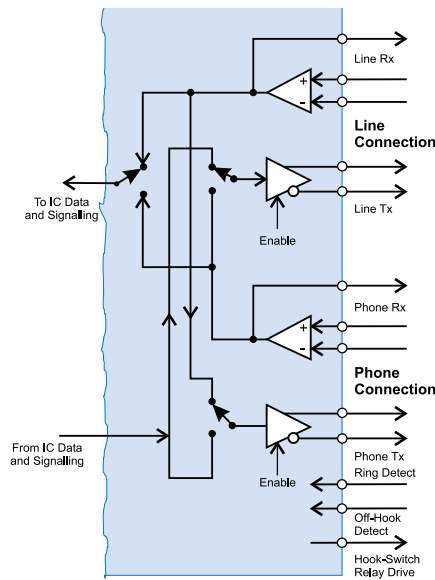 Line Rx
+
-
Line
Connection
To IC Data
and Signalling
Line Tx
Enable
Phone Rx
+
-
Phone
Connection
From IC Data
and Signalling
Phone Tx
Enable
Ring Detect
Off-Hook
Detect
Hook-Switch
Relay Drive